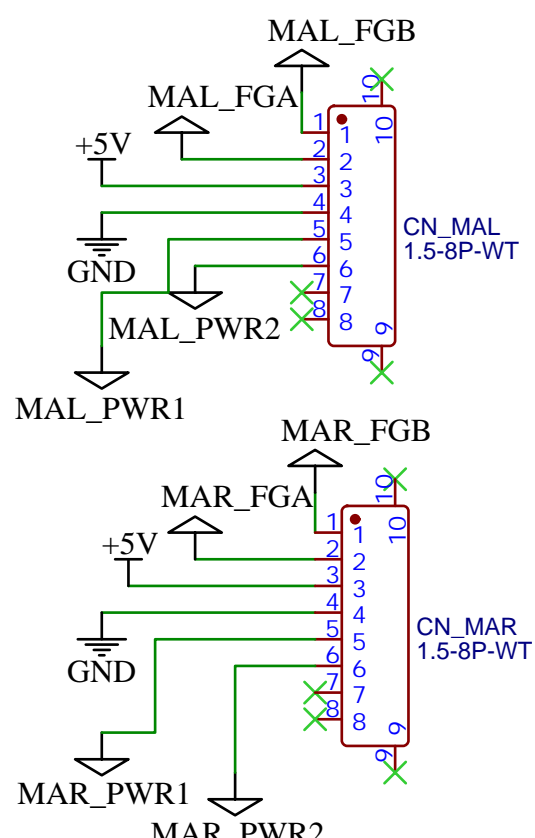 MAL_FGB
10
MAL_FGA
1
1
10
+5V
2
2
3
3
4
4
CN_MAL
1.5-8P-WT
5
5
GND
6
6
7
7
MAL_PWR2
8
8
9
9
MAL_PWR1
MAR_FGB
10
MAR_FGA
1
1
10
+5V
2
2
3
3
4
4
CN_MAR
1.5-8P-WT
5
5
GND
6
6
7
7
8
8
9
9
MAR_PWR1
MAR_PWR2